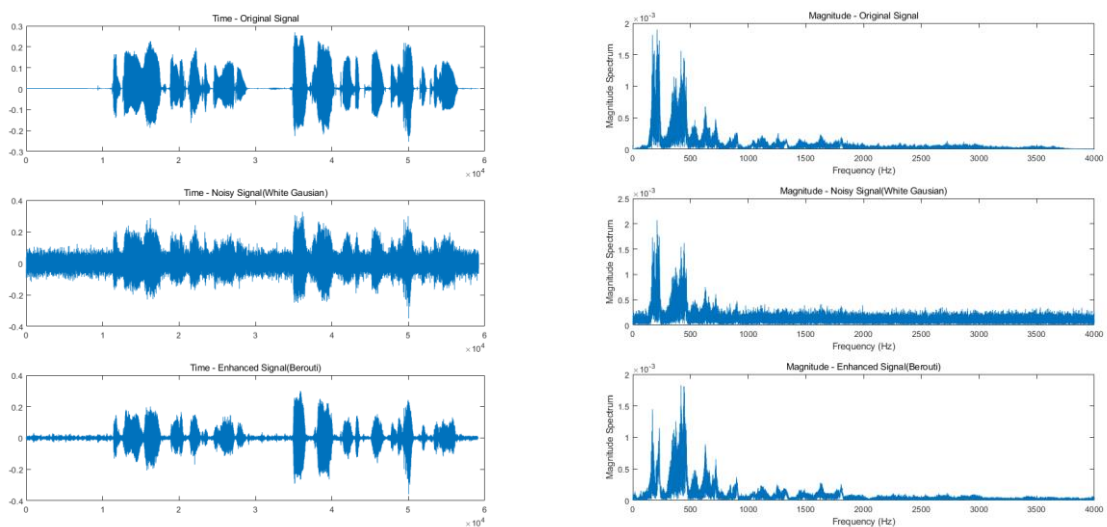 Time - Original Signal
0.3
0.2
0.1
0
-0.1
-0.2
-0.3
0 1 2 3 4 5 6
×10^4
Time - Noisy Signal(White Gausian)
0.4
0.2
0
-0.2
-0.4
0 1 2 3 4 5 6
×10^4
Time - Enhanced Signal(Berouti)
0.4
0.2
0
-0.2
-0.4
0 1 2 3 4 5 6
×10^4
Magnitude - Original Signal
×10^-3
2
1.5
1
0.5
0
Magnitude Spectrum
0 500 1000 1500 2000 2500 3000 3500 4000
Frequency (Hz)
Magnitude - Noisy Signal(White Gausian)
×10^-3
2.5
2
1.5
1
0.5
0
Magnitude Spectrum
0 500 1000 1500 2000 2500 3000 3500 4000
Frequency (Hz)
Magnitude - Enhanced Signal(Berouti)
×10^-3
2
1.5
1
0.5
0
Magnitude Spectrum
0 500 1000 1500 2000 2500 3000 3500 4000
Frequency (Hz)